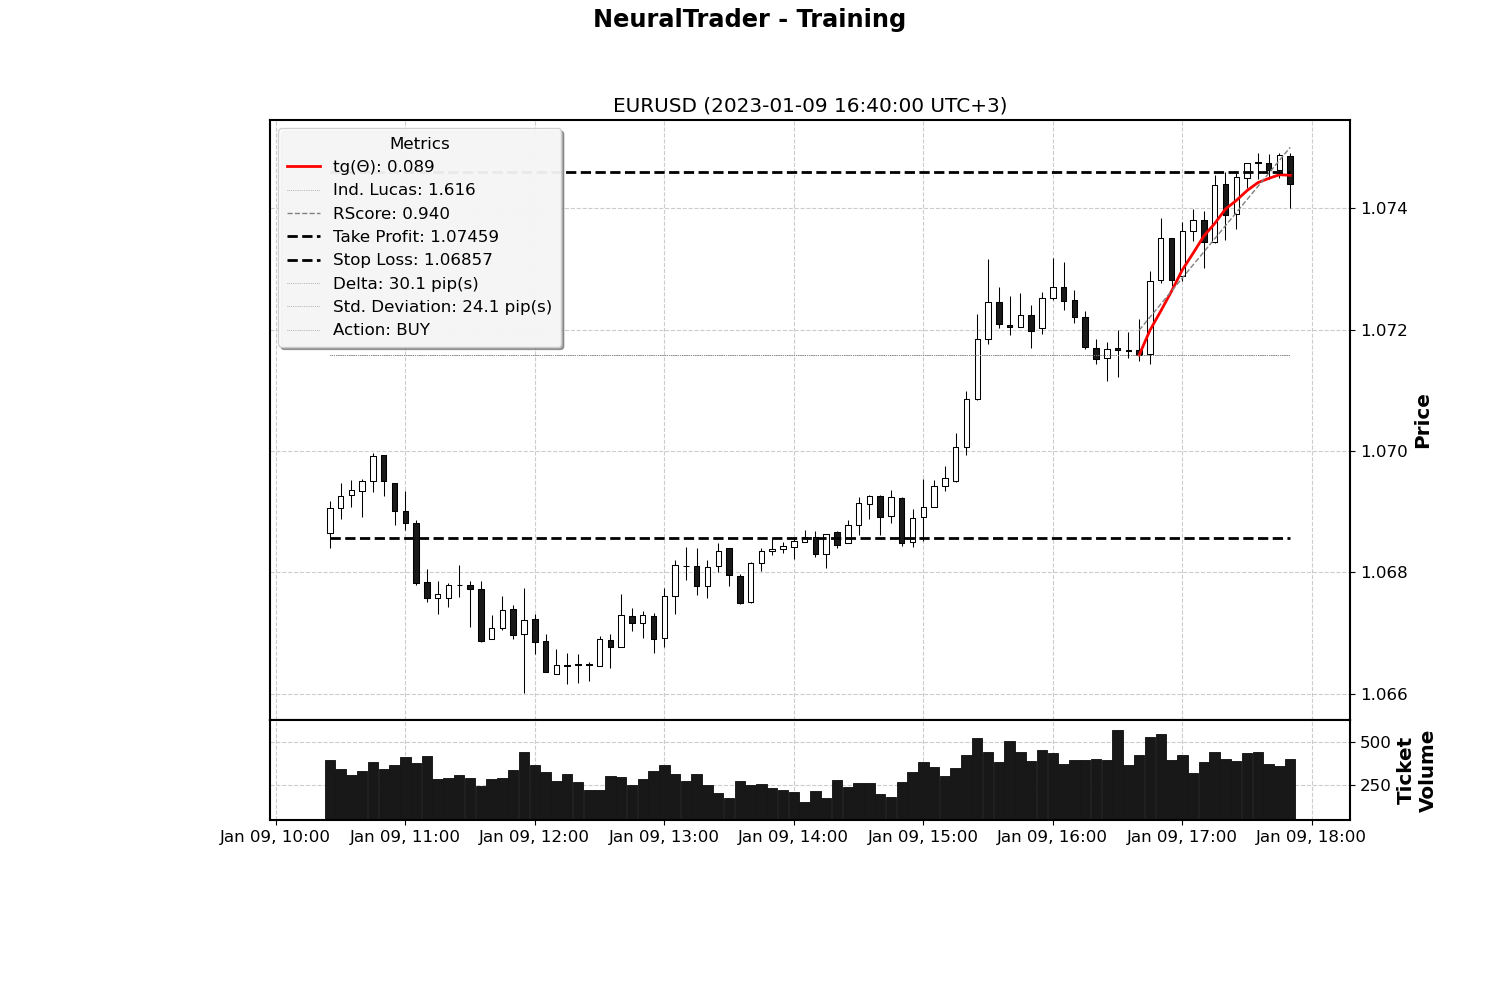 NeuralTrader - Training
EURUSD (2023-01-09 16:40:00 UTC+3)
Metrics
tg(Θ): 0.089
Ind. Lucas: 1.616
RScore: 0.940
Take Profit: 1.07459
Stop Loss: 1.06857
Delta: 30.1 pip(s)
Std. Deviation: 24.1 pip(s)
Action: BUY
1.074
1.072
1.070
1.068
1.066
Price
500
250
Ticket
Volume
Jan 09, 10:00
Jan 09, 11:00
Jan 09, 12:00
Jan 09, 13:00
Jan 09, 14:00
Jan 09, 15:00
Jan 09, 16:00
Jan 09, 17:00
Jan 09, 18:00